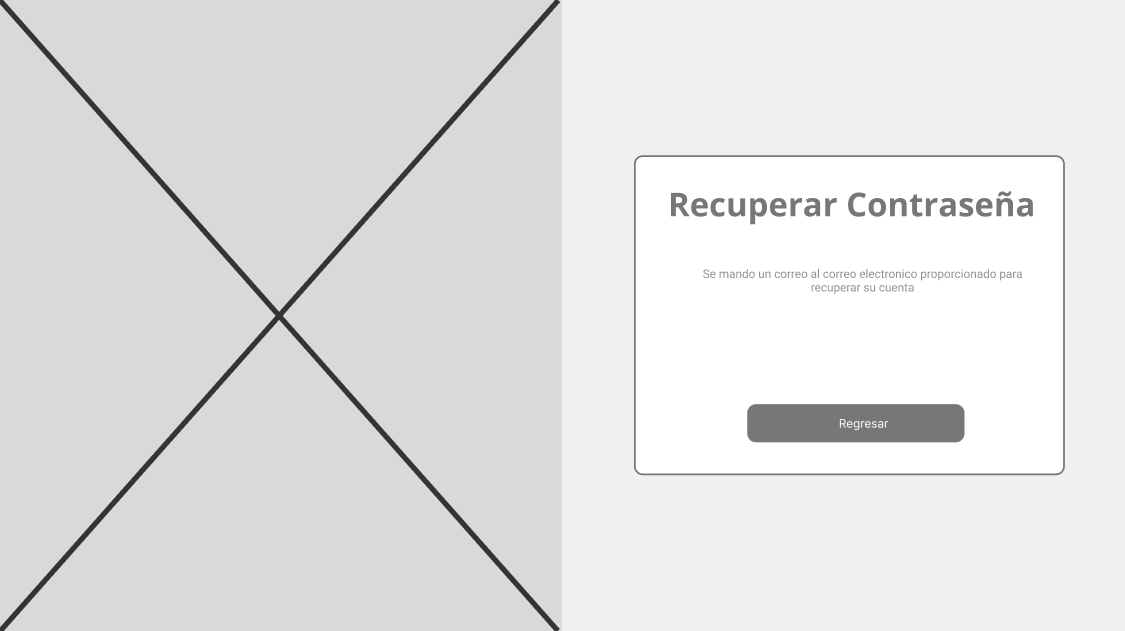 Recuperar Contraseña
Se mando un correo al correo electronico proporcionado para
recuperar su cuenta
Regresar